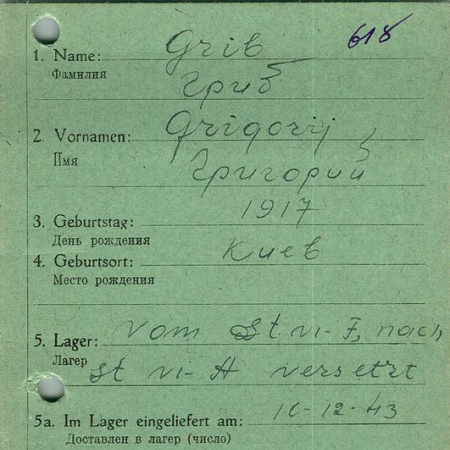 618
1. Name: Grib
Фамилия Гриб
2. Vornamen: Grigorij
Имя Григорий
3. Geburtstag: 1917
День рождения
4. Geburtsort: Киев
Место рождения
5. Lager: vom St VI-F, nach
Лагер St VI-A versetzt
5a. Im Lager eingeliefert am: 10-12-43
Доставлен в лагер (число)